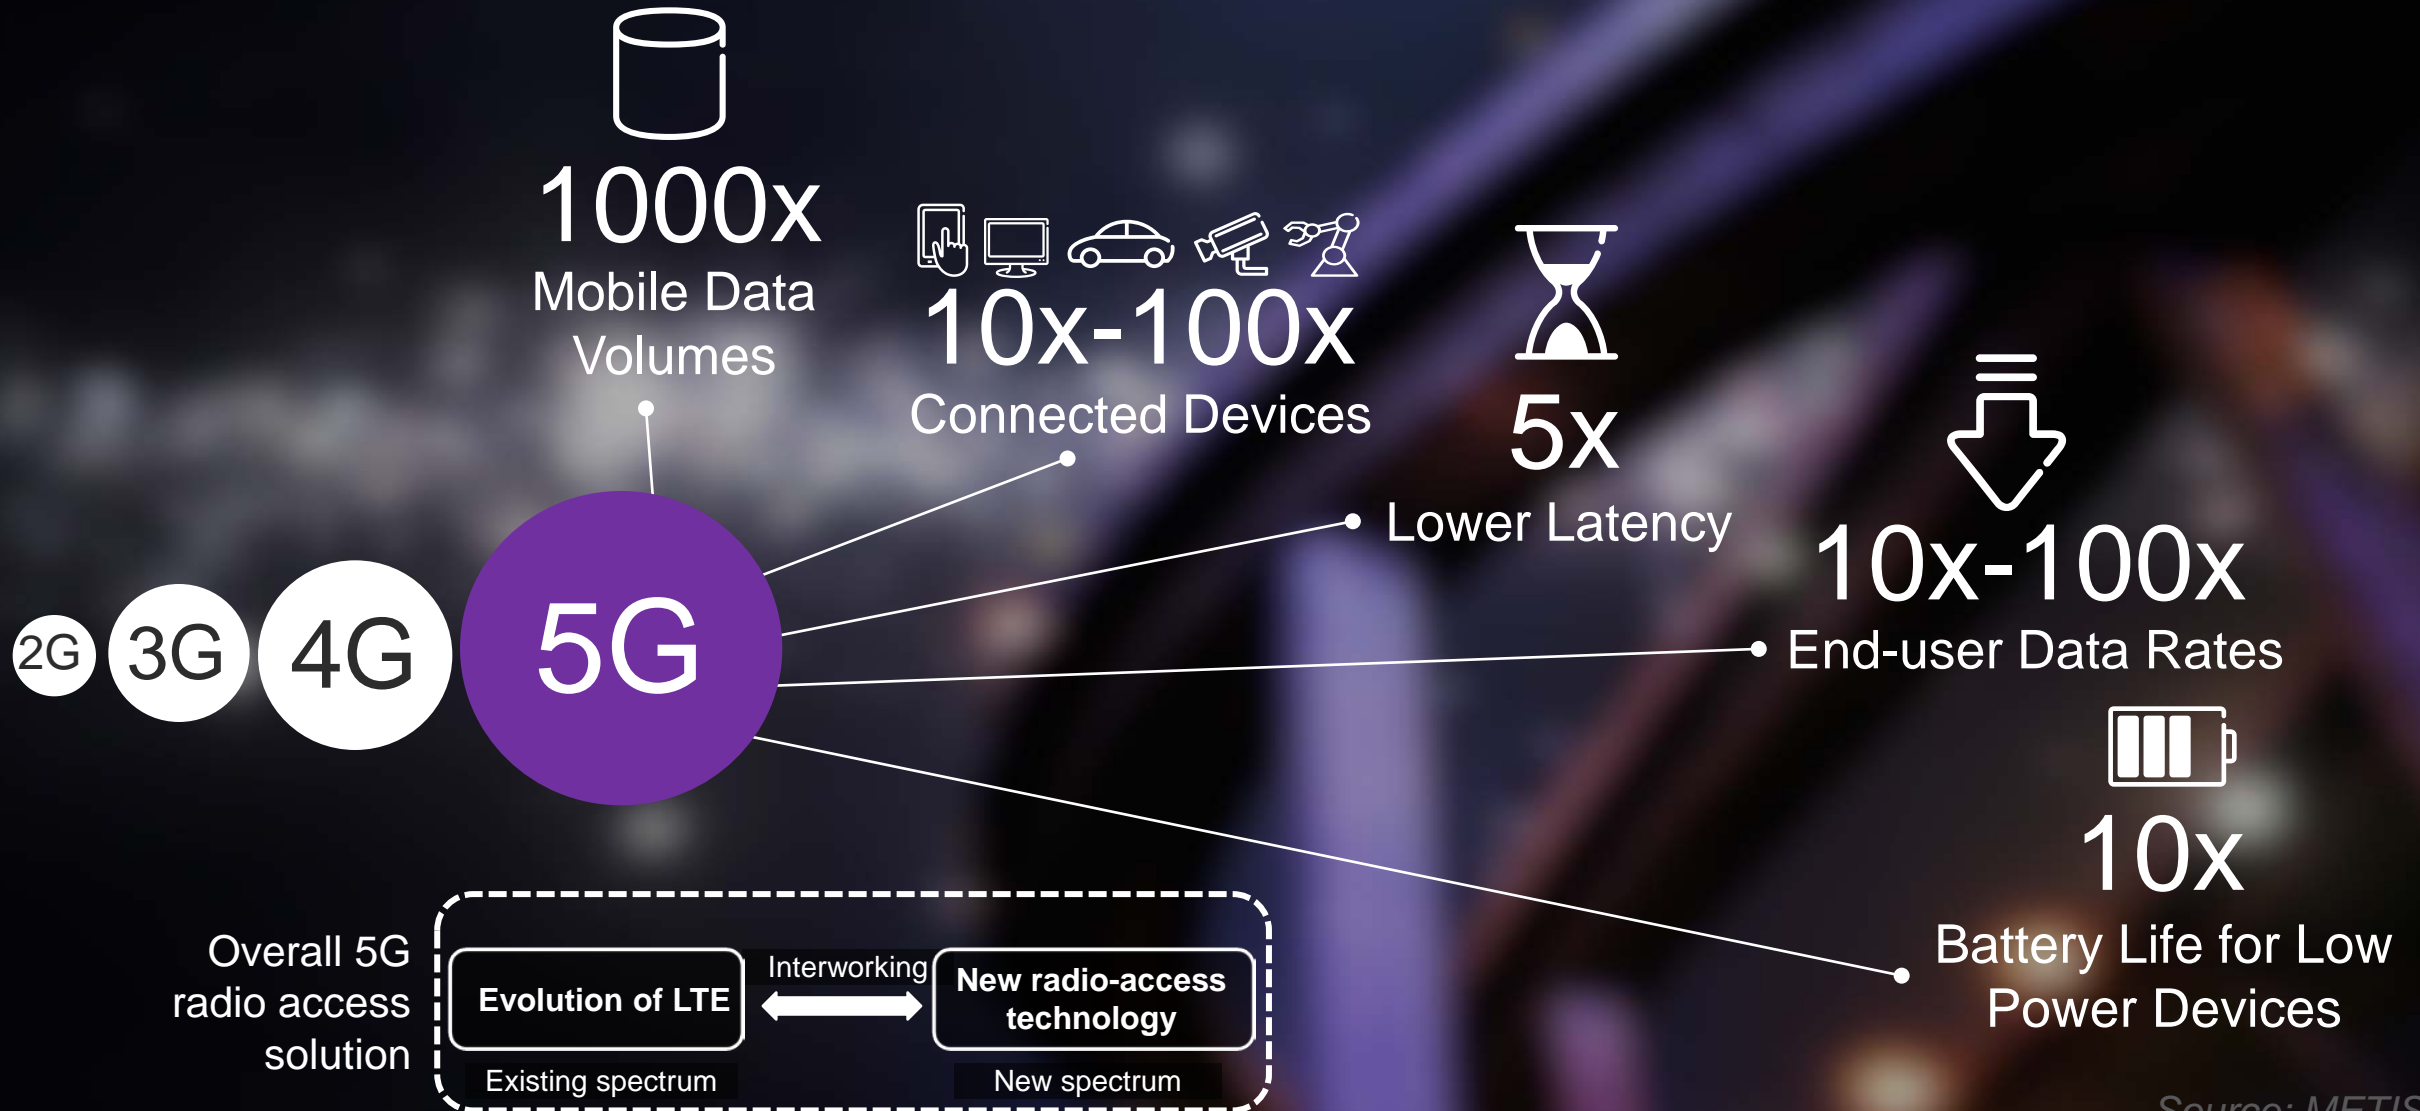 1000x
Mobile Data
Volumes
10x-100x
Connected Devices
5x
Lower Latency
10x-100x
End-user Data Rates
10x
Battery Life for Low
Power Devices
2G
3G
4G
5G
Overall 5G
radio access
solution
Evolution of LTE
Interworking
New radio-access
technology
Existing spectrum
New spectrum
Source: METIS